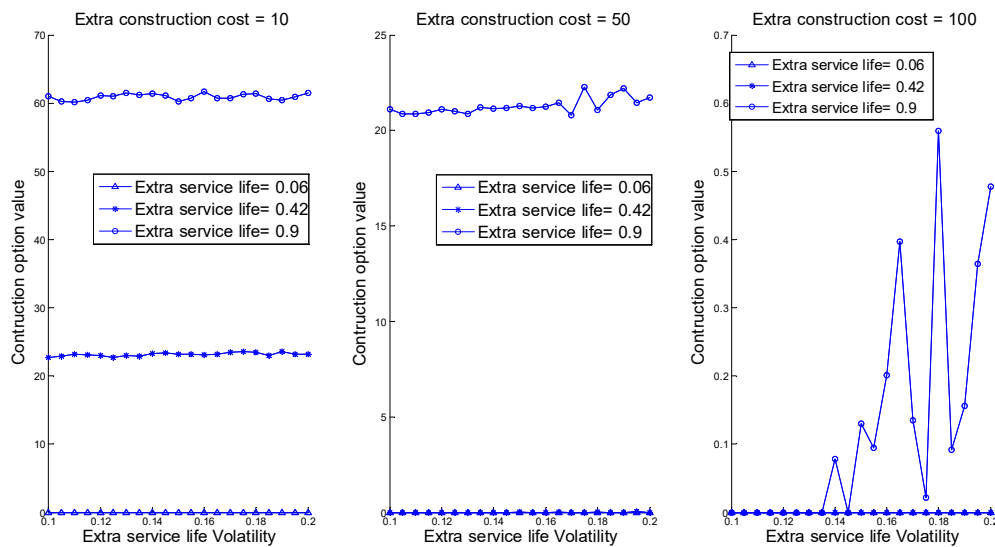 Extra construction cost = 10
Contruction option value
70
60
50
40
30
20
10
0
Extra service life= 0.06
Extra service life= 0.42
Extra service life= 0.9
0.1
0.12
0.14
0.16
0.18
0.2
Extra service life Volatility
Extra construction cost = 50
Contruction option value
25
20
15
10
5
0
Extra service life= 0.06
Extra service life= 0.42
Extra service life= 0.9
0.1
0.12
0.14
0.16
0.18
0.2
Extra service life Volatility
Extra construction cost = 100
Contruction option value
0.7
0.6
0.5
0.4
0.3
0.2
0.1
0
Extra service life= 0.06
Extra service life= 0.42
Extra service life= 0.9
0.1
0.12
0.14
0.16
0.18
0.2
Extra service life Volatility